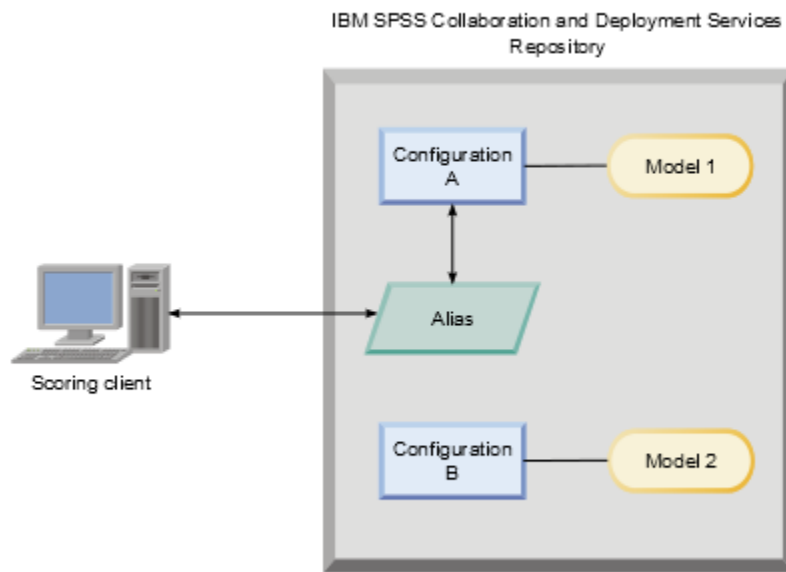 IBM SPSS Collaboration and Deployment Services
Repository
Configuration
A
Model 1
Alias
Scoring client
Configuration
B
Model 2